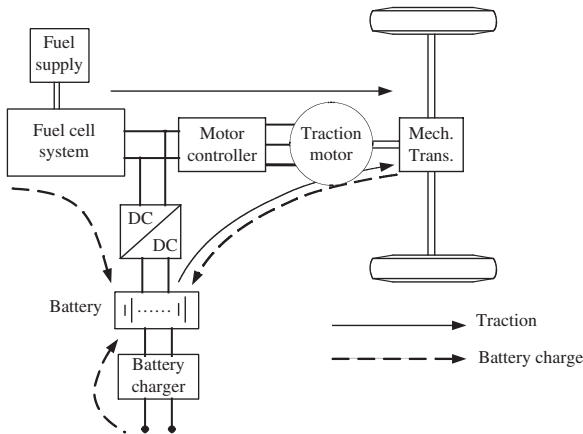 Fuel
supply
Fuel cell
system
Motor
controller
Traction
motor
Mech.
Trans.
DC
DC
Battery
Battery
charger
Traction
Battery charge